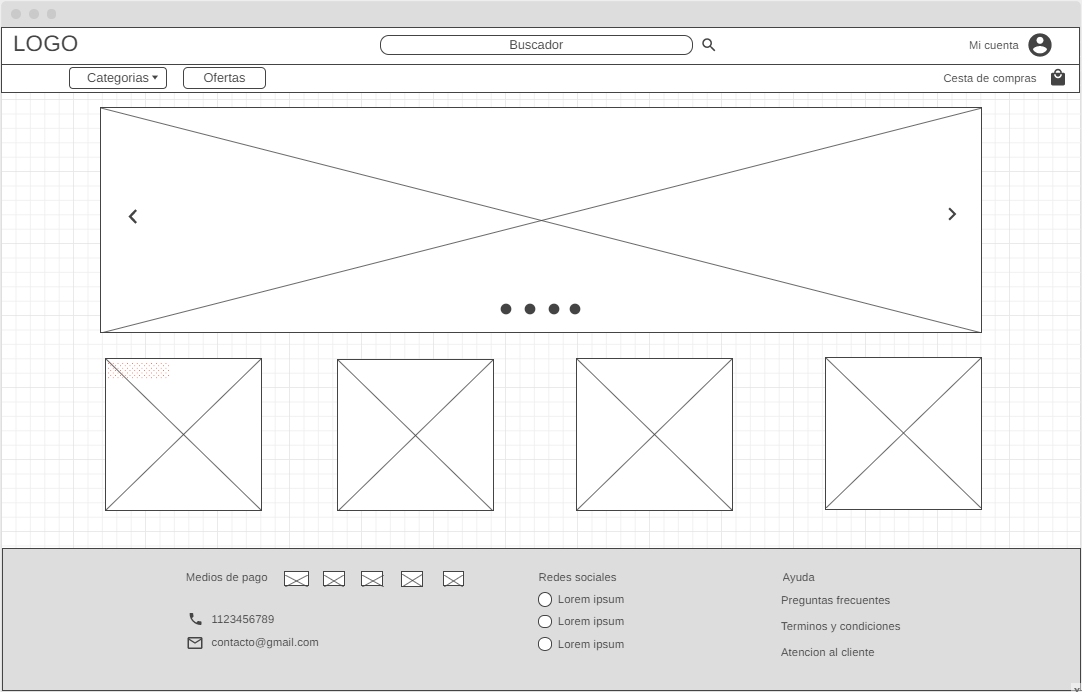 LOGO
Buscador
Mi cuenta
Categorias
Ofertas
Cesta de compras
Medios de pago
1123456789
contacto@gmail.com
Redes sociales
Lorem ipsum
Lorem ipsum
Lorem ipsum
Ayuda
Preguntas frecuentes
Terminos y condiciones
Atencion al cliente